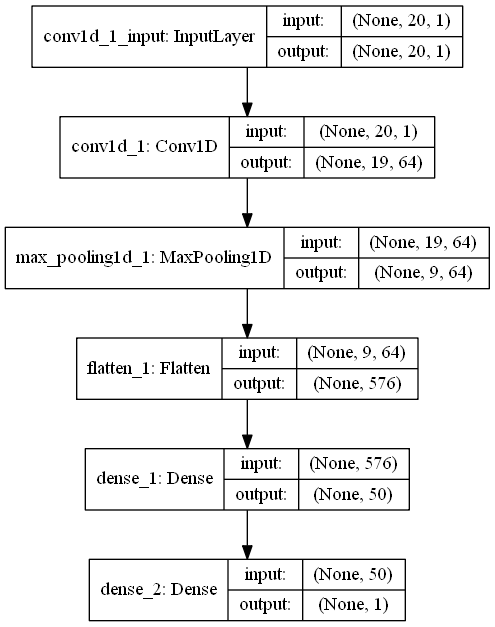 conv1d_1_input: InputLayer
input:
(None, 20, 1)
output:
(None, 20, 1)
conv1d_1: Conv1D
input:
(None, 20, 1)
output:
(None, 19, 64)
max_pooling1d_1: MaxPooling1D
input:
(None, 19, 64)
output:
(None, 9, 64)
flatten_1: Flatten
input:
(None, 9, 64)
output:
(None, 576)
dense_1: Dense
input:
(None, 576)
output:
(None, 50)
dense_2: Dense
input:
(None, 50)
output:
(None, 1)